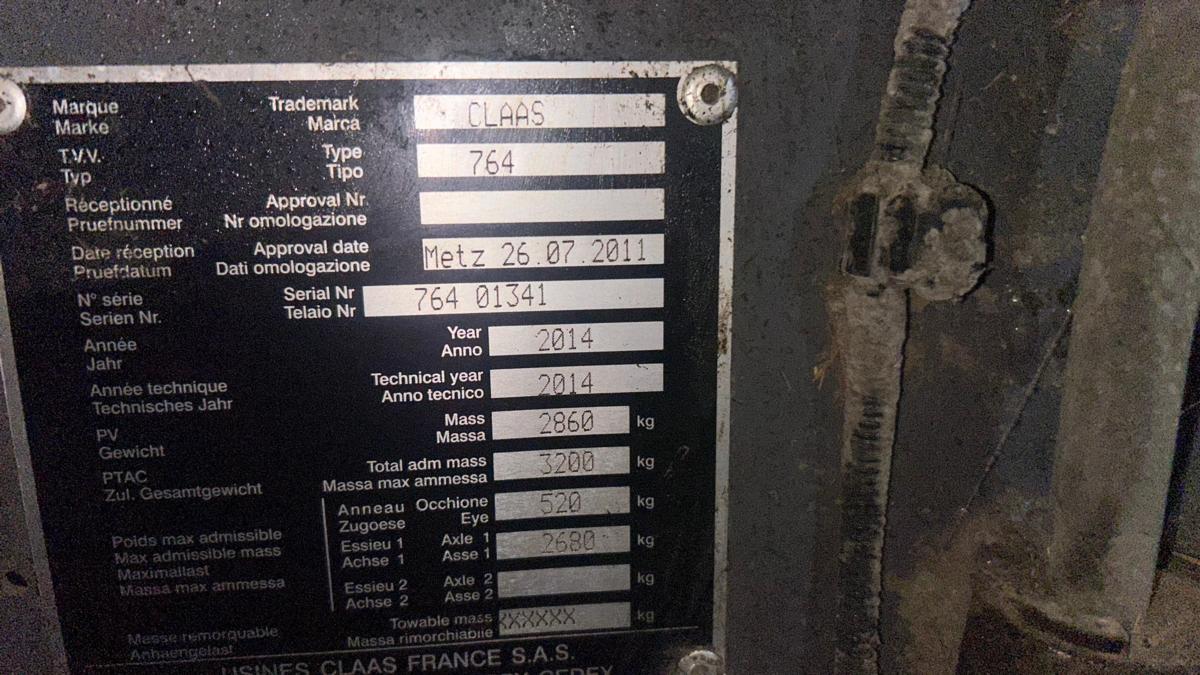 Marque Trademark CLAAS
Marke Marca
T.V.V. Type 764
Typ Tipo
Réceptionné Approval Nr.
Pruefnummer Nr omologazione
Date réception Approval date Metz 26.07.2011
Pruefdatum Dati omologazione
N° série Serial Nr 764 01341
Serien Nr. Telaio Nr
Année Year 2014
Jahr Anno
Année technique Technical year 2014
Technisches Jahr Anno tecnico
PV Mass 2860 kg
Gewicht Massa
PTAC Total adm mass 3200 kg
Zul. Gesamtgewicht Massa max ammessa
Anneau Occhione 520 kg
Zugoese Eye
Poids max admissible Essieu 1 Axle 1 2680 kg
Max admissible mass Achse 1 Asse 1
Maximallast Essieu 2 Axle 2 kg
Massa max ammessa Achse 2 Asse 2
Masse remorquable Towable mass XXXXXX kg
Anhaengelast Massa rimorchiabile
USINES CLAAS FRANCE S.A.S.